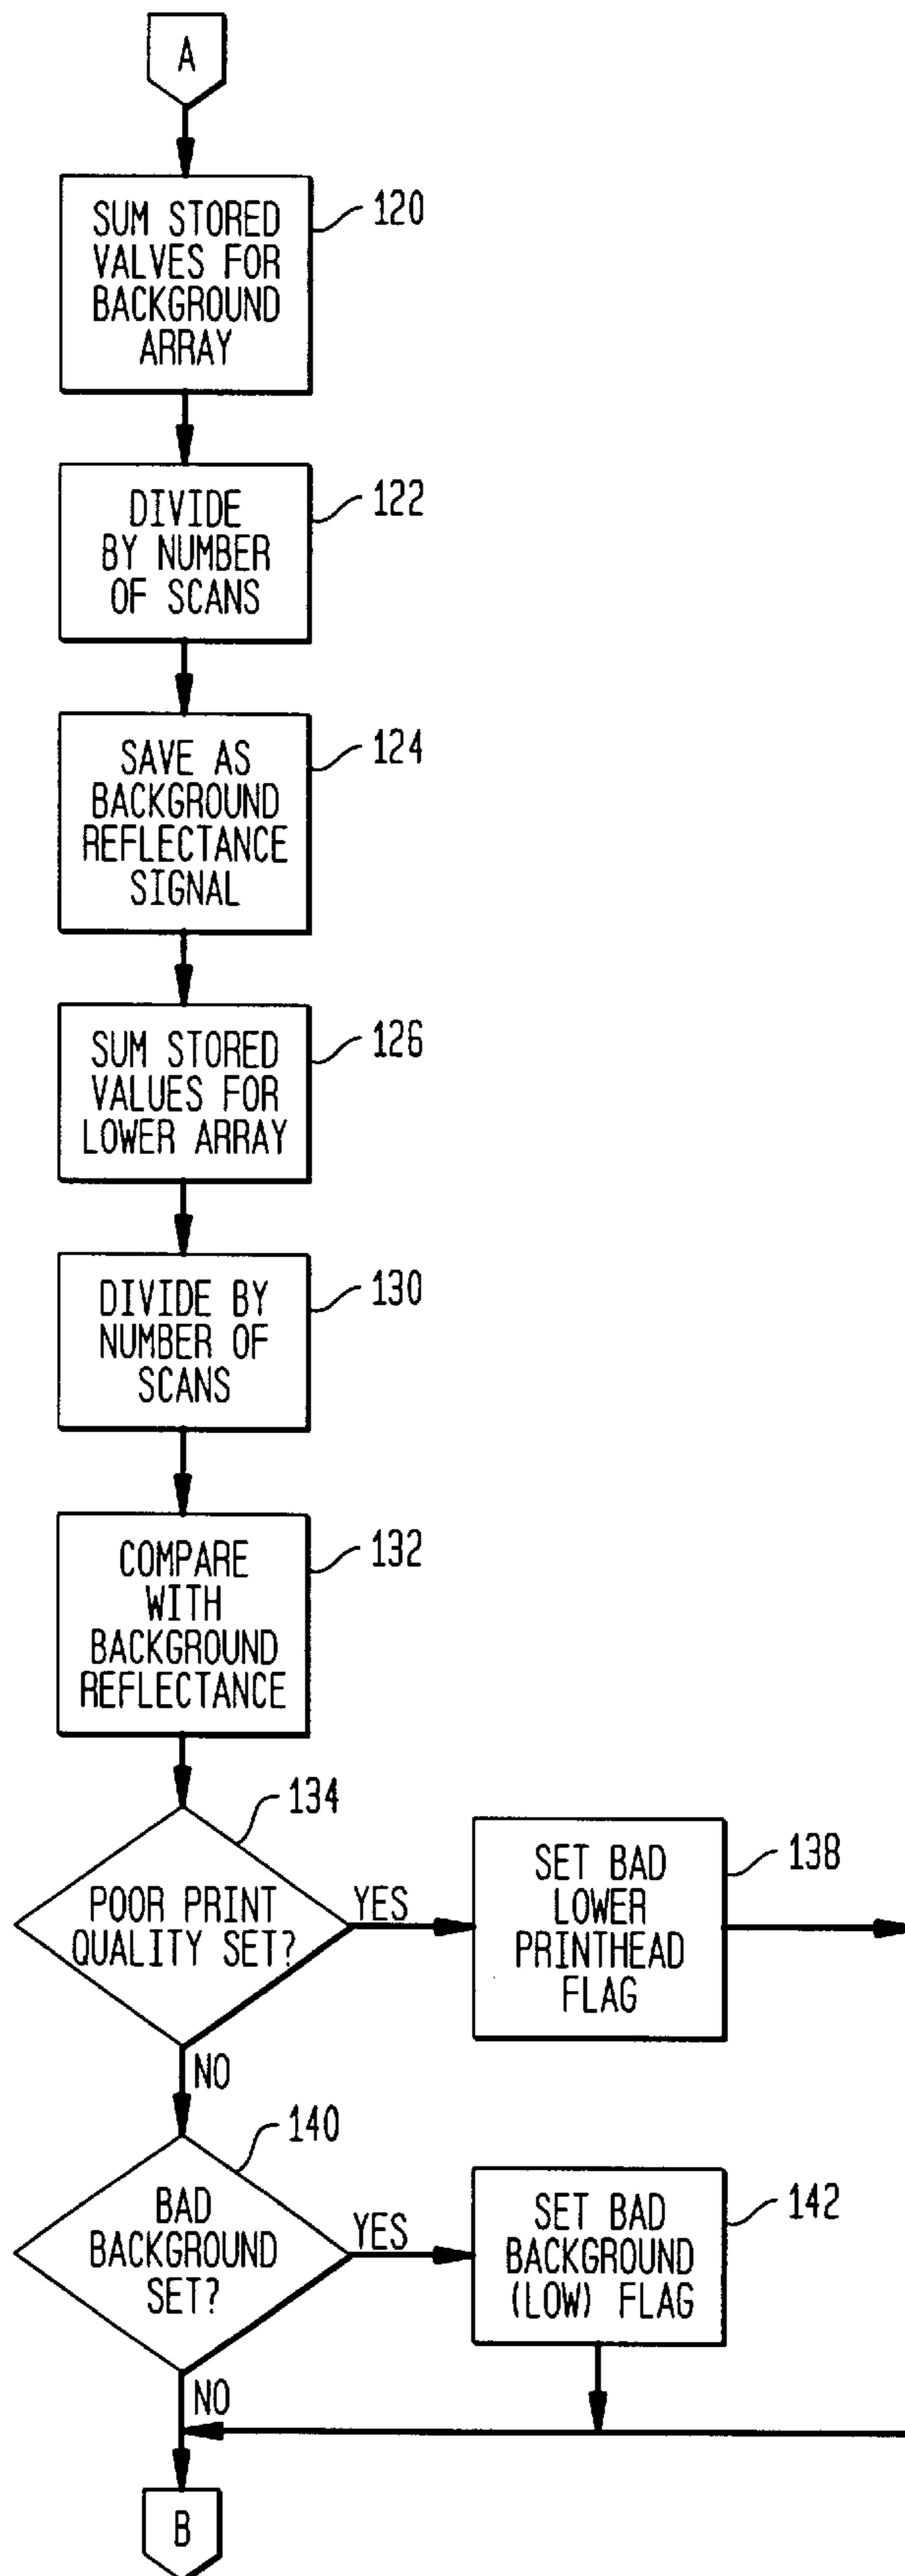 A
SUM STORED
VALVES FOR
BACKGROUND
ARRAY
120
DIVIDE
BY NUMBER
OF SCANS
122
SAVE AS
BACKGROUND
REFLECTANCE
SIGNAL
124
SUM STORED
VALUES FOR
LOWER ARRAY
126
DIVIDE BY
NUMBER OF
SCANS
130
COMPARE
WITH
BACKGROUND
REFLECTANCE
132
134
POOR PRINT
QUALITY SET?
YES
SET BAD
LOWER
PRINTHEAD
FLAG
138
NO
140
BAD
BACKGROUND
SET?
YES
SET BAD
BACKGROUND
(LOW) FLAG
142
NO
B